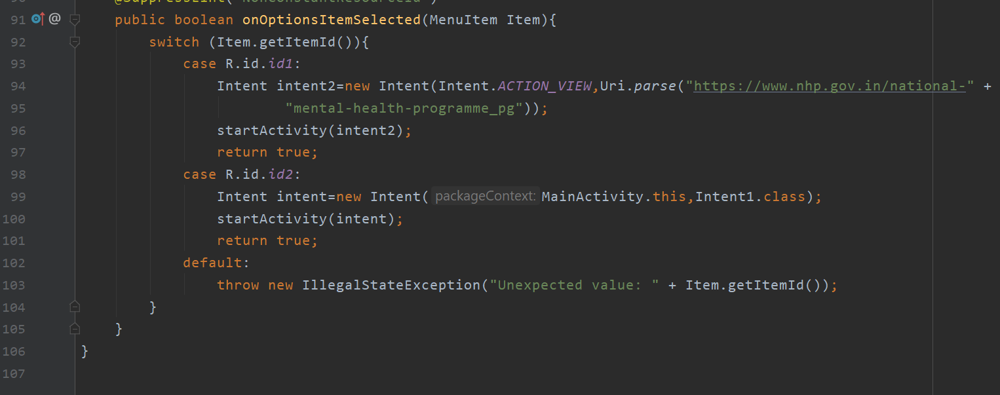 @SuppressLint("NonConstantResourceId")
91 @ public boolean onOptionsItemSelected(MenuItem Item){
92 switch (Item.getItemId()){
93 case R.id.id1:
94 Intent intent2=new Intent(Intent.ACTION_VIEW,Uri.parse("https://www.nhp.gov.in/national-" +
95 "mental-health-programme_pg"));
96 startActivity(intent2);
97 return true;
98 case R.id.id2:
99 Intent intent=new Intent( packageContext: MainActivity.this,Intent1.class);
100 startActivity(intent);
101 return true;
102 default:
103 throw new IllegalStateException("Unexpected value: " + Item.getItemId());
104 }
105 }
106 }
107